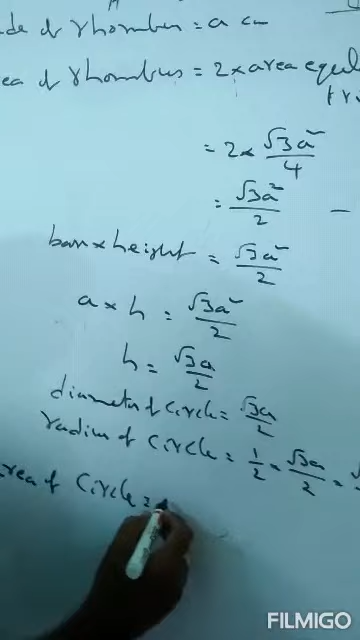 de of rhombus = a cm
ea of rhombus = 2 x area equil
= 2 x √3a²/4
= √3a²/2
base x height = √3a²/2
a x h = √3a²/2
h = √3a/2
diameter of circle = √3a/2
radius of circle = 1/2 x √3a/2 = √
rea of circle =
FILMIGO